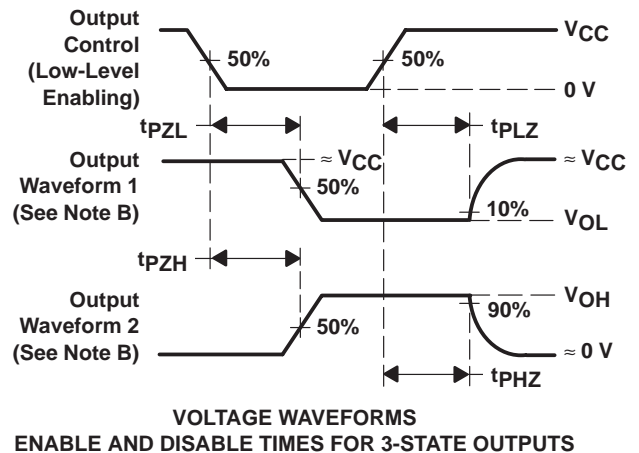 Output
Control
(Low-Level
Enabling)
50%
50%
VCC
0 V
tPZL
tPLZ
Output
Waveform 1
(See Note B)
≈ VCC
50%
≈ VCC
10%
VOL
tPZH
Output
Waveform 2
(See Note B)
50%
VOH
90%
≈ 0 V
tPHZ
VOLTAGE WAVEFORMS
ENABLE AND DISABLE TIMES FOR 3-STATE OUTPUTS